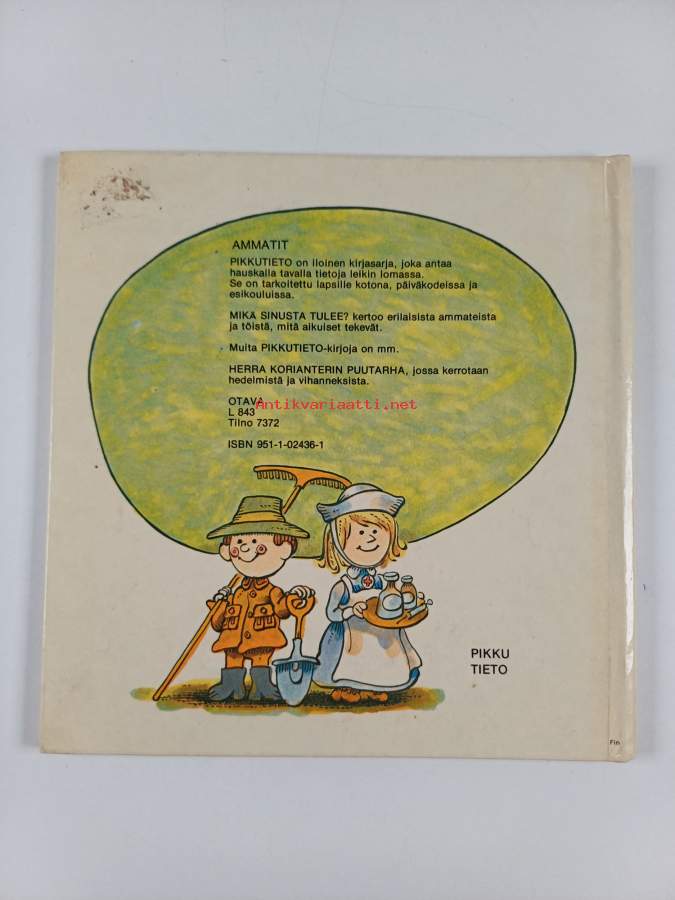 AMMATIT
PIKKUTIETO on iloinen kirjasarja, joka antaa
hauskalla tavalla tietoja leikin lomassa.
Se on tarkoitettu lapsille kotona, päiväkodeissa ja
esikouluissa.
MIKÄ SINUSTA TULEE? kertoo erilaisista ammateista
ja töistä, mitä aikuiset tekevät.
Muita PIKKUTIETO-kirjoja on mm.
HERRA KORIANTERIN PUUTARHA, jossa kerrotaan
hedelmistä ja vihanneksista.
OTAVA
Antikvariaatti.net
L 843
Tilno 7372
ISBN 951-1-02436-1
PIKKU
TIETO
Fin